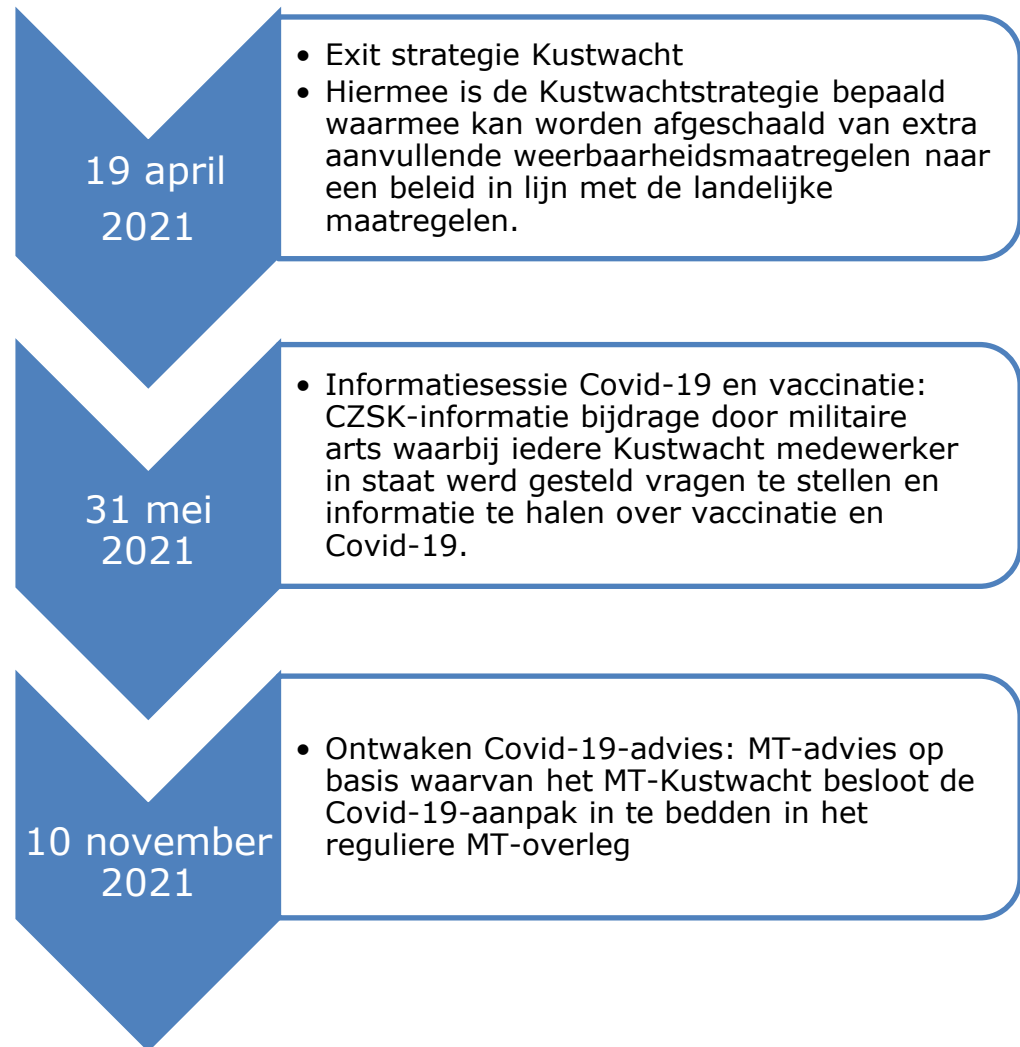 19 april
2021
• Exit strategie Kustwacht
• Hiermee is de Kustwachtstrategie bepaald
waarmee kan worden afgeschaald van extra
aanvullende weerbaarheidsmaatregelen naar
een beleid in lijn met de landelijke
maatregelen.
31 mei
2021
• Informatiesessie Covid-19 en vaccinatie:
CZSK-informatie bijdrage door militaire
arts waarbij iedere Kustwacht medewerker
in staat werd gesteld vragen te stellen en
informatie te halen over vaccinatie en
Covid-19.
10 november
2021
• Ontwaken Covid-19-advies: MT-advies op
basis waarvan het MT-Kustwacht besloot de
Covid-19-aanpak in te bedden in het
reguliere MT-overleg